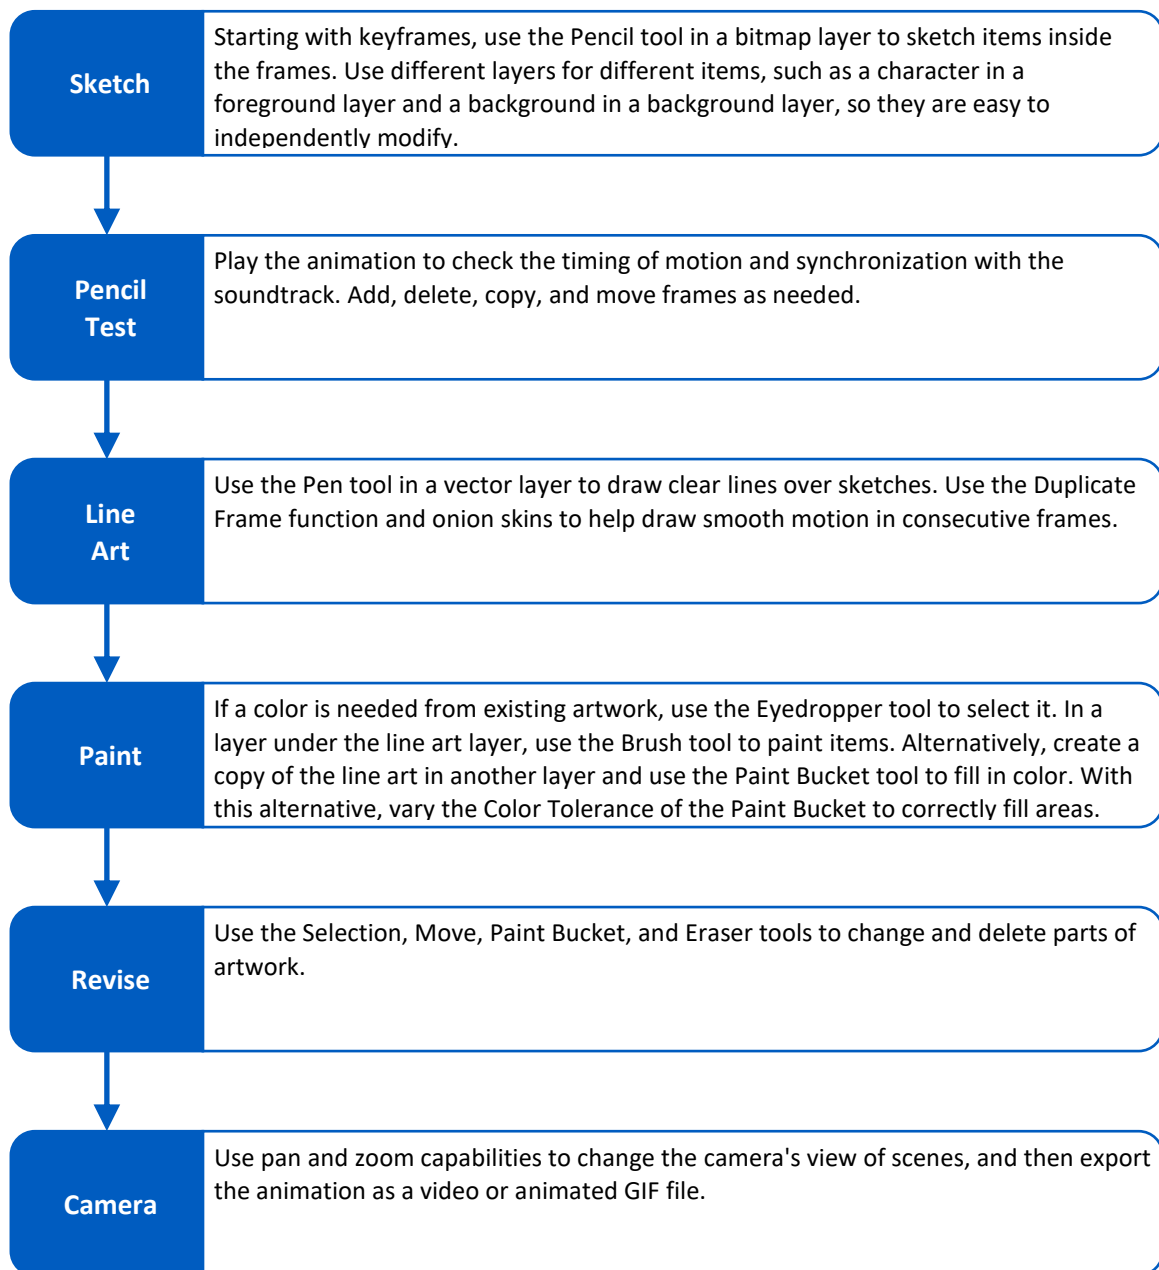 Sketch
Starting with keyframes, use the Pencil tool in a bitmap layer to sketch items inside
the frames. Use different layers for different items, such as a character in a
foreground layer and a background in a background layer, so they are easy to
independently modify.
Pencil
Test
Play the animation to check the timing of motion and synchronization with the
soundtrack. Add, delete, copy, and move frames as needed.
Line
Art
Use the Pen tool in a vector layer to draw clear lines over sketches. Use the Duplicate
Frame function and onion skins to help draw smooth motion in consecutive frames.
Paint
If a color is needed from existing artwork, use the Eyedropper tool to select it. In a
layer under the line art layer, use the Brush tool to paint items. Alternatively, create a
copy of the line art in another layer and use the Paint Bucket tool to fill in color. With
this alternative, vary the Color Tolerance of the Paint Bucket to correctly fill areas.
Revise
Use the Selection, Move, Paint Bucket, and Eraser tools to change and delete parts of
artwork.
Camera
Use pan and zoom capabilities to change the camera's view of scenes, and then export
the animation as a video or animated GIF file.